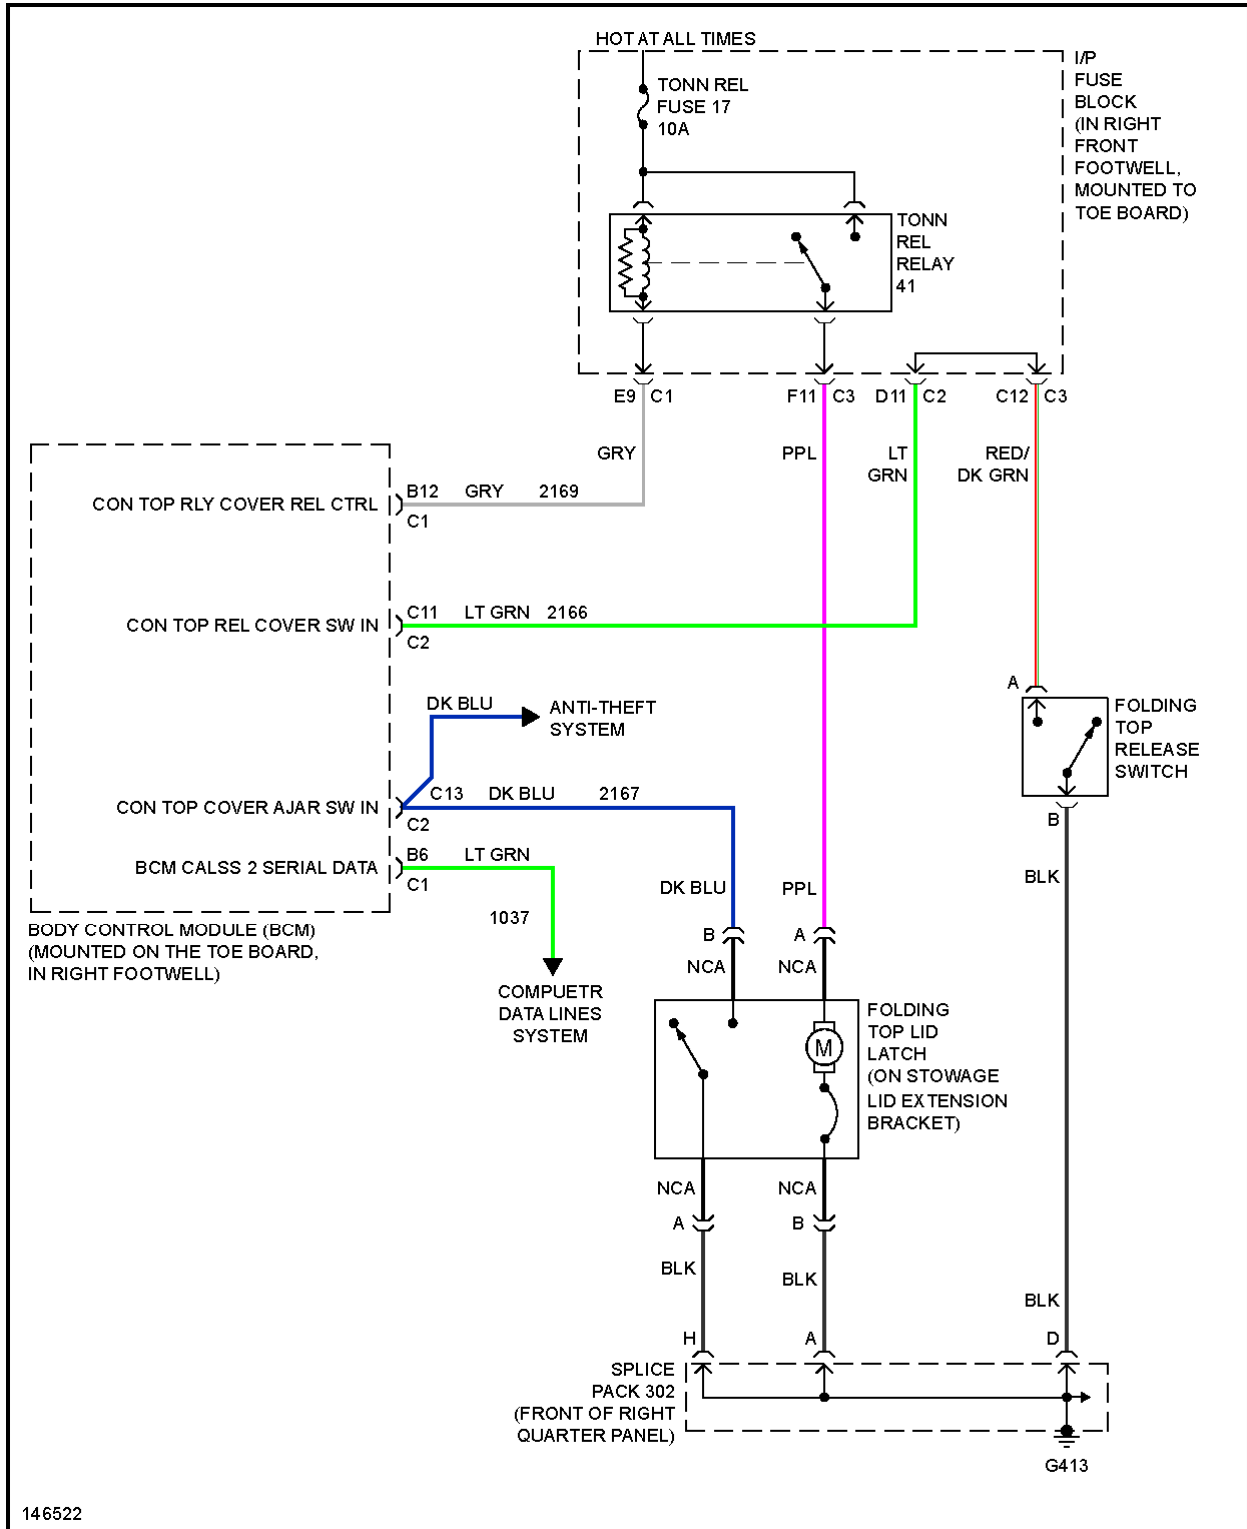 HOT AT ALL TIMES
TONN REL
FUSE 17
10A
I/P
FUSE
BLOCK
(IN RIGHT
FRONT
FOOTWELL,
MOUNTED TO
TOE BOARD)
TONN
REL
RELAY
41
E9 C1
F11 C3
D11 C2
C12 C3
GRY
PPL
LT
GRN
RED/
DK GRN
CON TOP RLY COVER REL CTRL
B12 GRY 2169
C1
CON TOP REL COVER SW IN
C11 LT GRN 2166
C2
DK BLU
ANTI-THEFT
SYSTEM
CON TOP COVER AJAR SW IN
C13 DK BLU 2167
C2
BCM CALSS 2 SERIAL DATA
B6 LT GRN
C1
1037
BODY CONTROL MODULE (BCM)
(MOUNTED ON THE TOE BOARD,
IN RIGHT FOOTWELL)
COMPUETR
DATA LINES
SYSTEM
A
FOLDING
TOP
RELEASE
SWITCH
B
BLK
DK BLU
PPL
B
A
NCA
NCA
M
FOLDING
TOP LID
LATCH
(ON STOWAGE
LID EXTENSION
BRACKET)
NCA
NCA
A
B
BLK
BLK
BLK
H
A
D
SPLICE
PACK 302
(FRONT OF RIGHT
QUARTER PANEL)
G413
146522